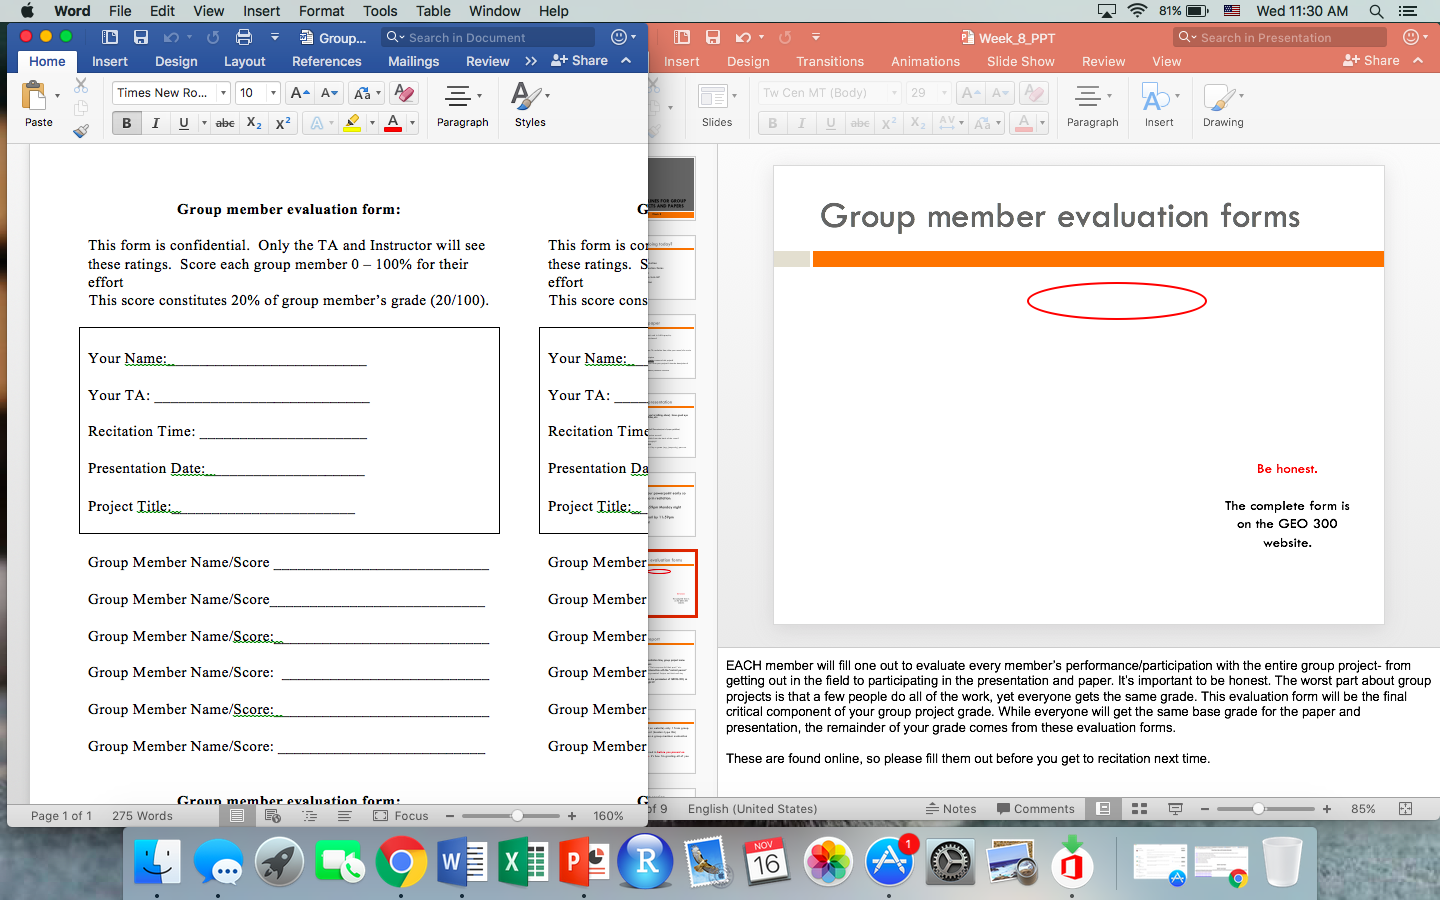 Word File Edit View Insert Format Tools Table Window Help 81% Wed 11:30 AM
Group... Search in Document
Home Insert Design Layout References Mailings Review >> Share
Times New Ro... 10
Paste Paragraph Styles
Week_8_PPT Search in Presentation
Insert Design Transitions Animations Slide Show Review View Share
Tw Cen MT (Body) 29
Slides Paragraph Insert Drawing
Group member evaluation form:
This form is confidential. Only the TA and Instructor will see
these ratings. Score each group member 0 – 100% for their
effort
This score constitutes 20% of group member's grade (20/100).
Your Name:
Your TA:
Recitation Time:
Presentation Date:
Project Title:
Group Member Name/Score
Group Member Name/Score
Group Member Name/Score:
Group Member Name/Score:
Group Member Name/Score:
Group Member Name/Score:
Group member evaluation form:
G
This form is con
these ratings. S
effort
This score cons
Your Name:
Your TA:
Recitation Time
Presentation Da
Project Title:
Group Member
Group Member
Group Member
Group Member
Group Member
Group Member
Page 1 of 1 275 Words Focus 160%
Group member evaluation forms
Be honest.
The complete form is
on the GEO 300
website.
EACH member will fill one out to evaluate every member's performance/participation with the entire group project- from
getting out in the field to participating in the presentation and paper. It's important to be honest. The worst part about group
projects is that a few people do all of the work, yet everyone gets the same grade. This evaluation form will be the final
critical component of your group project grade. While everyone will get the same base grade for the paper and
presentation, the remainder of your grade comes from these evaluation forms.
These are found online, so please fill them out before you get to recitation next time.
of 9 English (United States) Notes Comments 85%
NOV
16
1